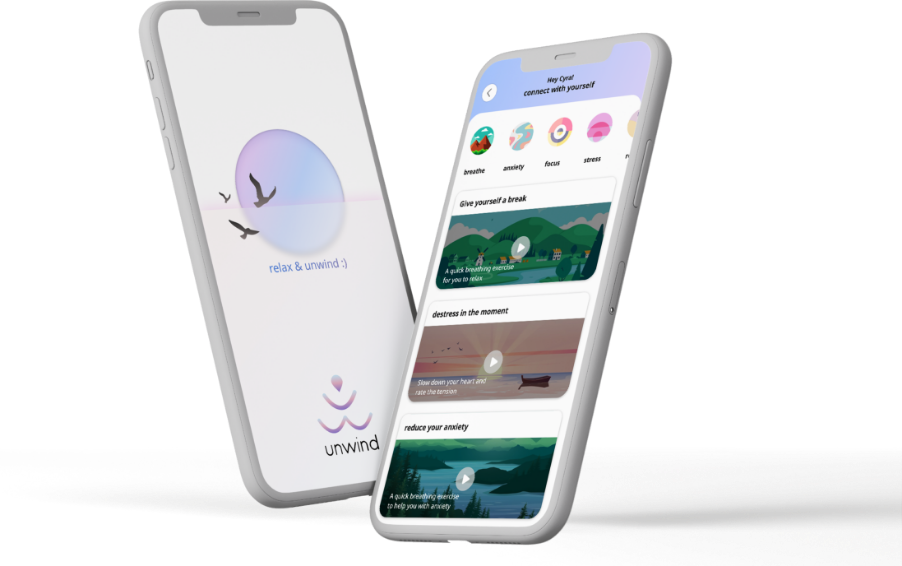 relax & unwind :)
unwind
Hey Cyra!
connect with yourself
breathe
anxiety
focus
stress
Give yourself a break
A quick breathing exercise
for you to relax
destress in the moment
Slow down your heart and
rase the tension
reduce your anxiety
A quick breathing exercise
to help you with anxiety